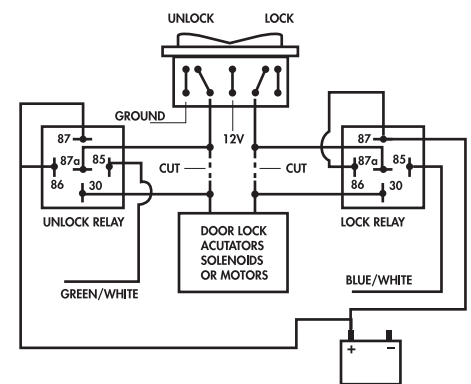 UNLOCK LOCK
GROUND
12V
87 87
87a 85 87a 85
CUT CUT
86 30 86 30
UNLOCK RELAY LOCK RELAY
DOOR LOCK
ACUTATORS
SOLENOIDS
OR MOTORS
GREEN/WHITE BLUE/WHITE
+ −